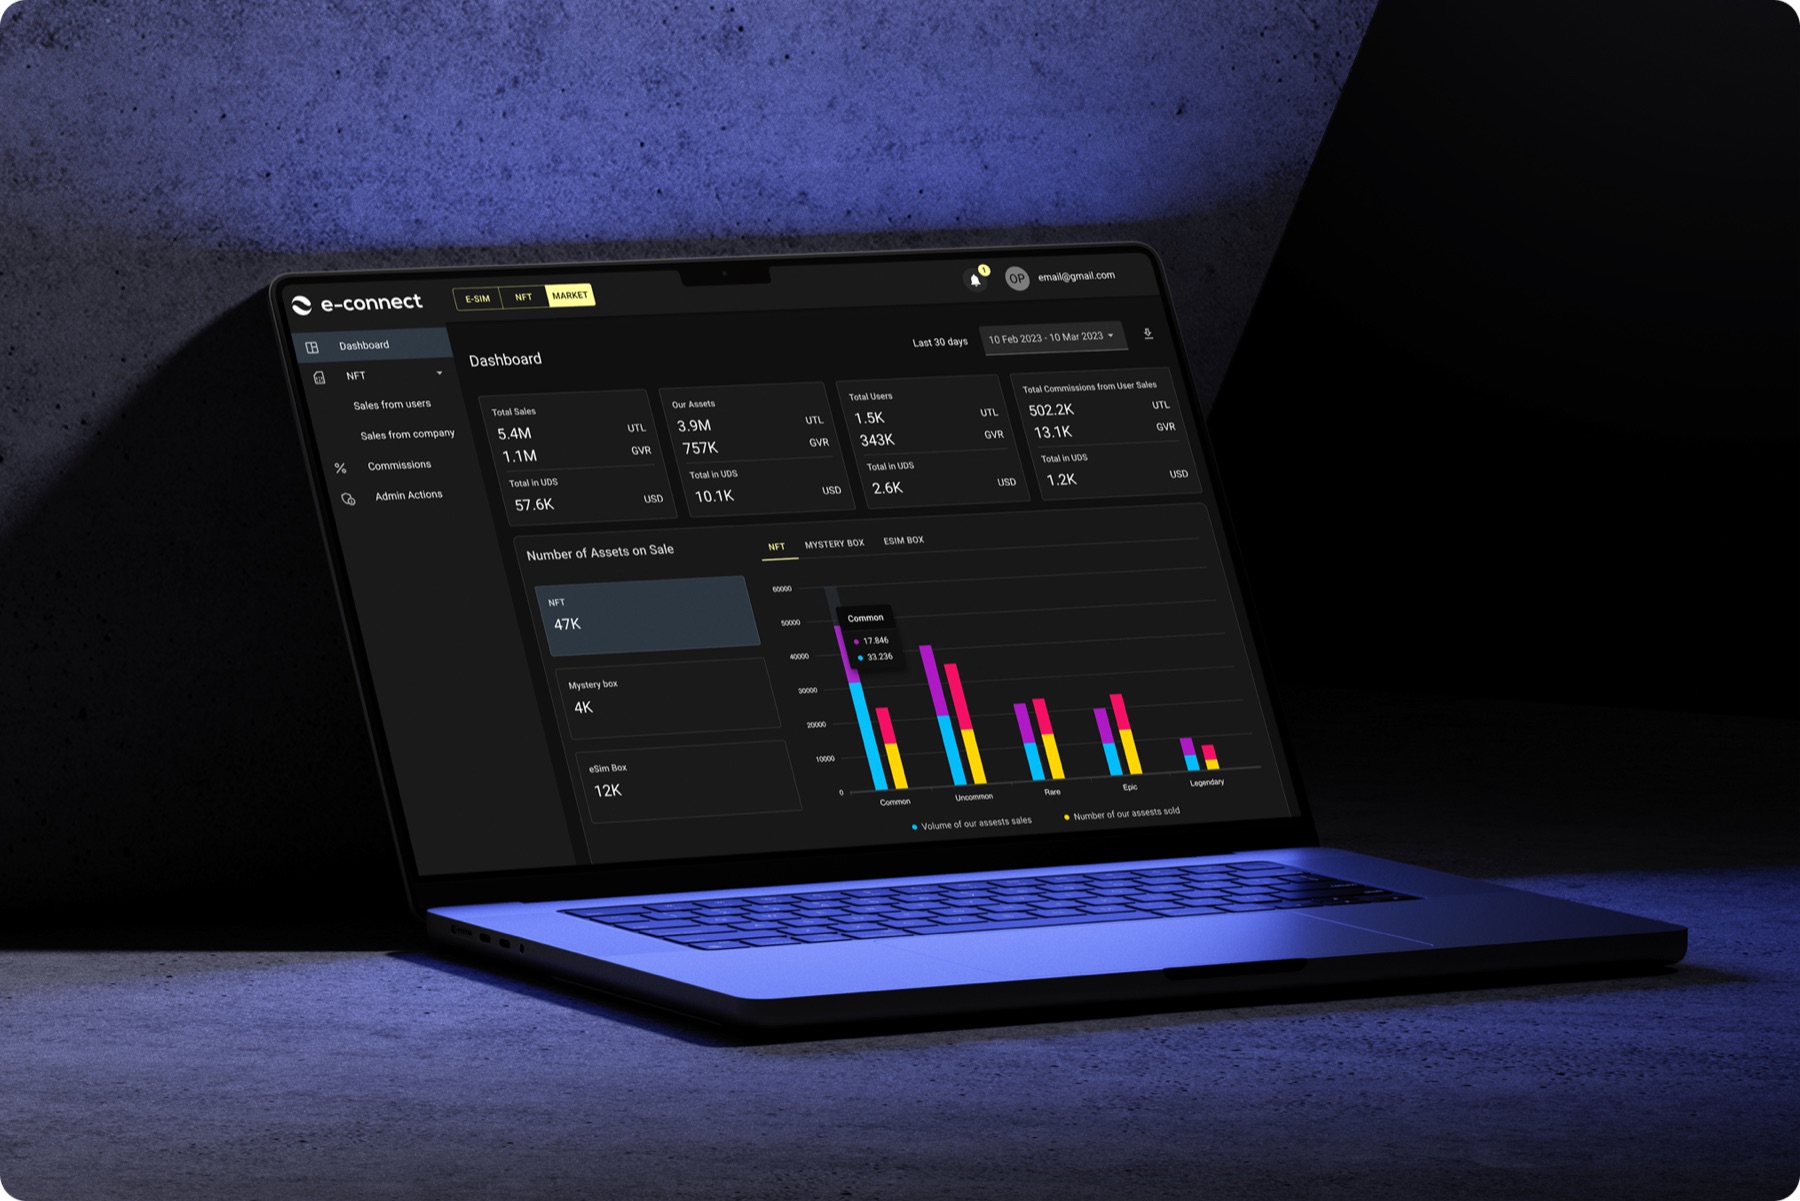 e-connect
E-SIM NFT MARKET
1
OP email@gmail.com
Dashboard
NFT
Sales from users
Sales from company
Commissions
Admin Actions
Dashboard
Last 30 days
10 Feb 2023 - 10 Mar 2023
Total Sales
5.4M UTL
1.1M GVR
Total in UDS
57.6K USD
Our Assets
3.9M UTL
757K GVR
Total in UDS
10.1K USD
Total Users
1.5K UTL
343K GVR
Total in UDS
2.6K USD
Total Commissions from User Sales
502.2K UTL
13.1K GVR
Total in UDS
1.2K USD
Number of Assets on Sale
NFT
47K
Mystery box
4K
eSim Box
12K
NFT MYSTERY BOX ESIM BOX
60000
50000
40000
30000
20000
10000
0
Common
17.846
33.236
Common Uncommon Rare Epic Legendary
Volume of our assests sales
Number of our assests sold